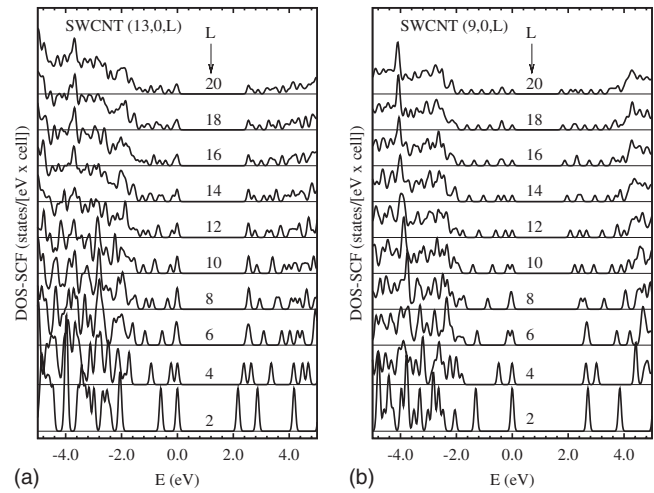 SWCNT (13,0,L)
L
20
18
16
14
12
10
8
6
4
2
DOS-SCF (states/[eV x cell])
-4.0 -2.0 0.0 2.0 4.0
E (eV)
(a)
SWCNT (9,0,L)
L
20
18
16
14
12
10
8
6
4
2
DOS-SCF (states/[eV x cell])
-4.0 -2.0 0.0 2.0 4.0
E (eV)
(b)